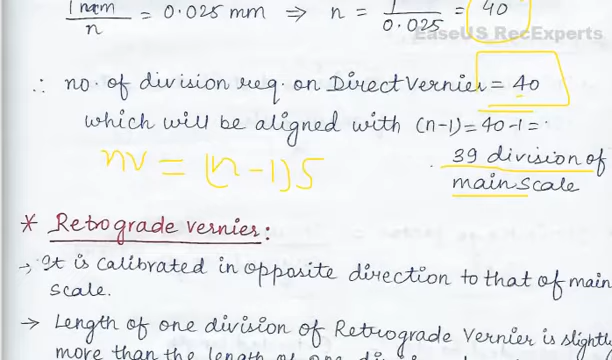 1mm/n = 0.025 mm ⇒ n = 1/0.025 = 40
EaseUS RecExperts
∴ no. of division req. on Direct Vernier = 40
which will be aligned with (n-1) = 40-1 =
39 division of
main scale
nv = (n-1)s
* Retrograde vernier:
→ It is calibrated in opposite direction to that of main
scale.
→ Length of one division of Retrograde Vernier is slightly
more than the length of one